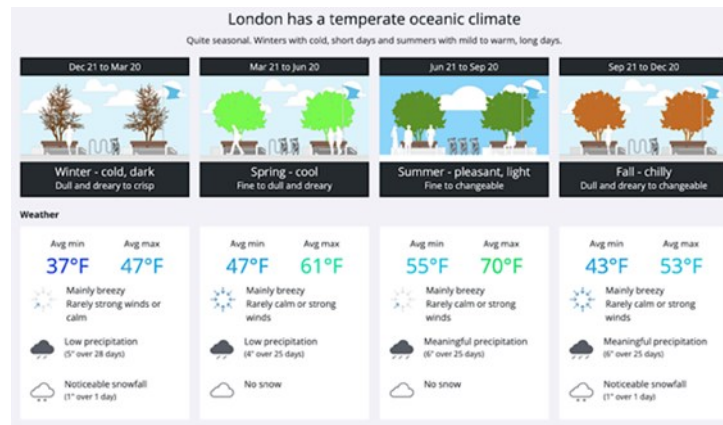 London has a temperate oceanic climate
Quite seasonal. Winters with cold, short days and summers with mild to warm, long days.
Dec 21 to Mar 20
Winter - cold, dark
Dull and dreary to crisp
Mar 21 to Jun 20
Spring - cool
Fine to dull and dreary
Jun 21 to Sep 20
Summer - pleasant, light
Fine to changeable
Sep 21 to Dec 20
Fall - chilly
Dull and dreary to changeable
Weather
Avg min Avg max
37°F 47°F
Mainly breezy
Rarely strong winds or
calm
Low precipitation
(5" over 28 days)
Noticeable snowfall
(1" over 1 day)
Avg min Avg max
47°F 61°F
Mainly breezy
Rarely calm or strong
winds
Low precipitation
(4" over 25 days)
No snow
Avg min Avg max
55°F 70°F
Mainly breezy
Rarely calm or strong
winds
Meaningful precipitation
(6" over 25 days)
No snow
Avg min Avg max
43°F 53°F
Mainly breezy
Rarely calm or strong
winds
Meaningful precipitation
(6" over 25 days)
Noticeable snowfall
(1" over 1 day)